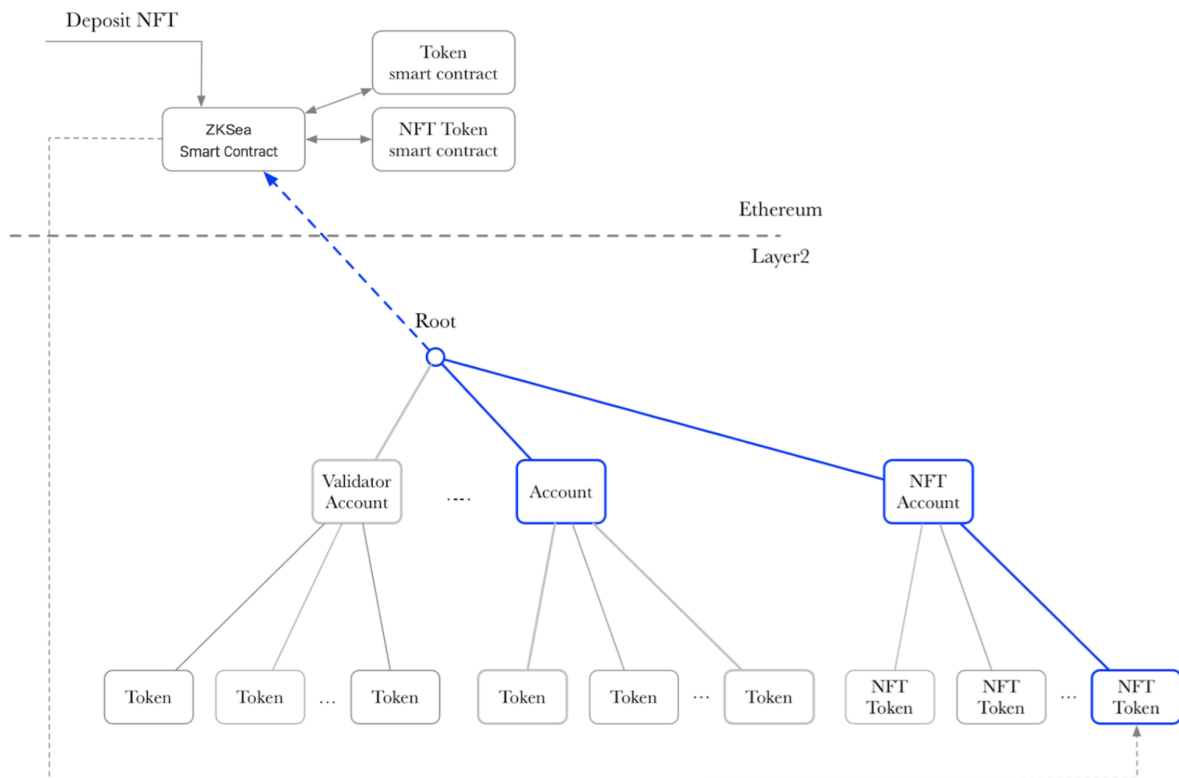 Deposit NFT
Token
smart contract
ZKSea
Smart Contract
NFT Token
smart contract
Ethereum
Layer2
Root
Validator
Account
....
Account
NFT
Account
Token
Token
...
Token
Token
Token
...
Token
NFT
Token
NFT
Token
...
NFT
Token